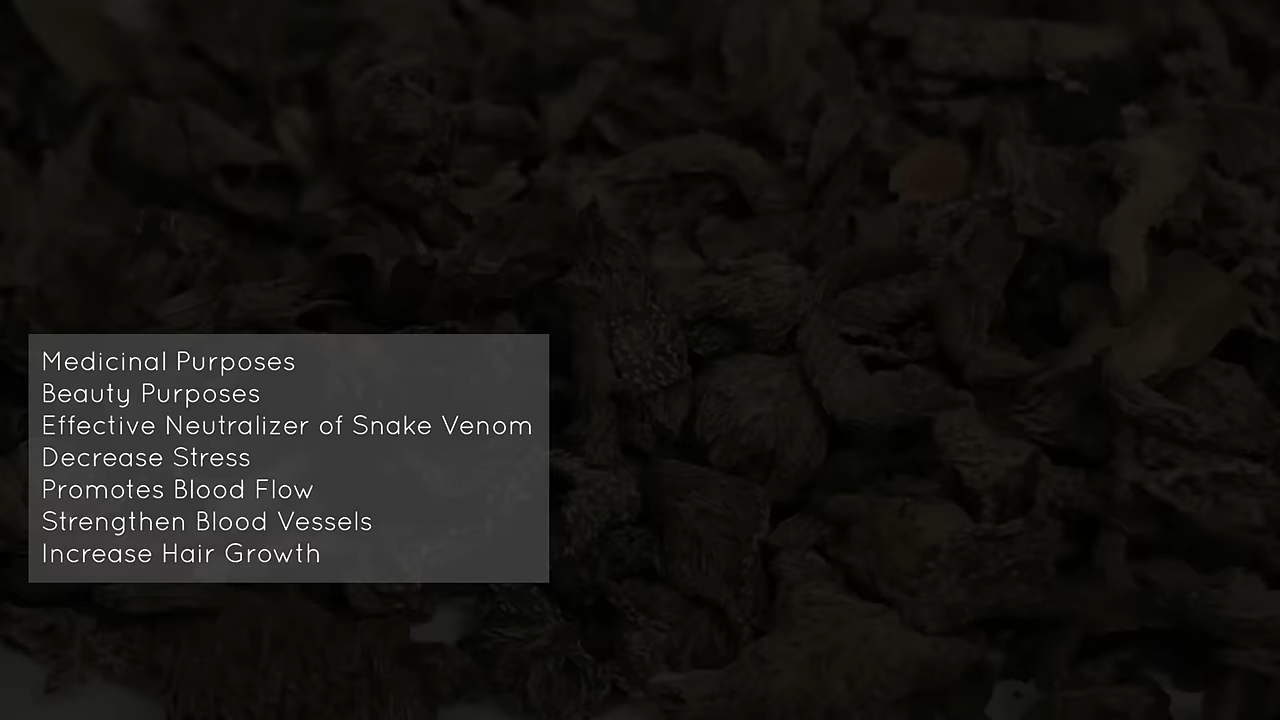 Medicinal Purposes
Beauty Purposes
Effective Neutralizer of Snake Venom
Decrease Stress
Promotes Blood Flow
Strengthen Blood Vessels
Increase Hair Growth